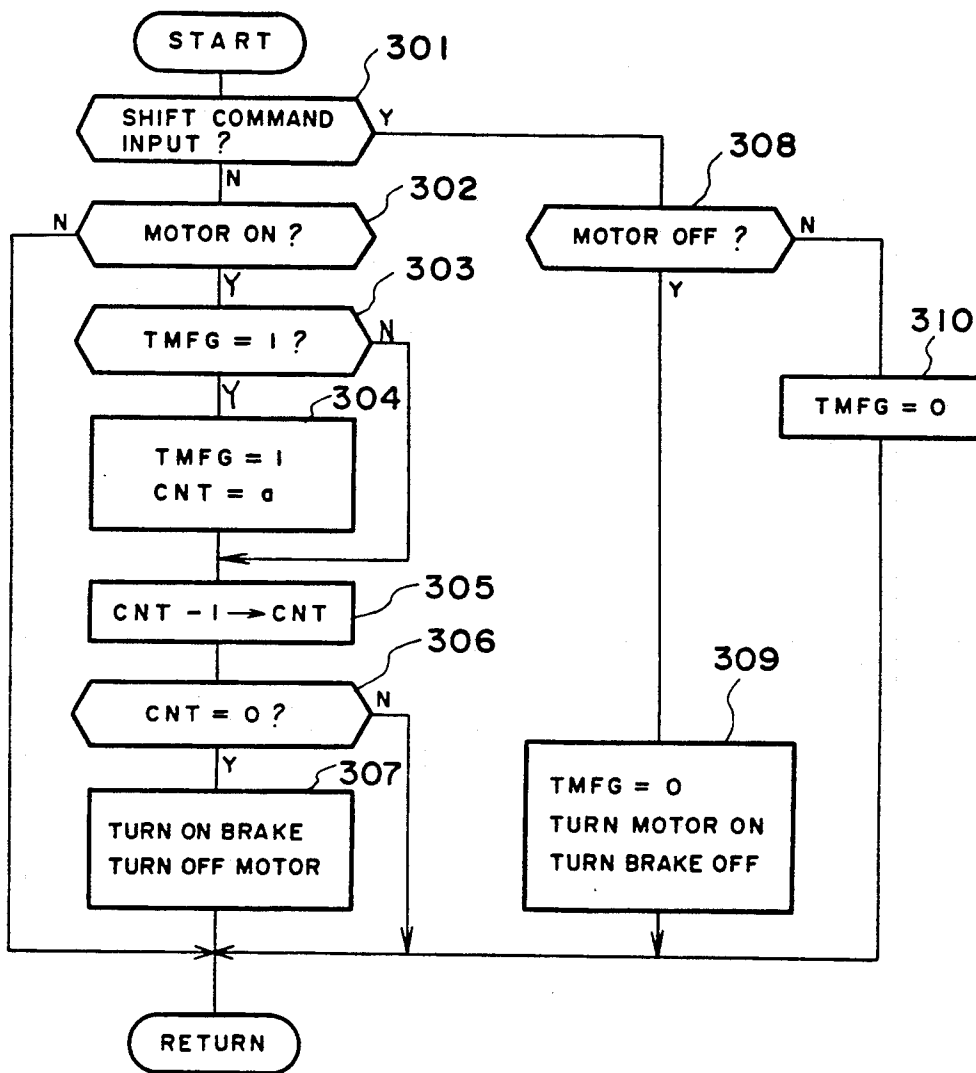 START
301
SHIFT COMMAND
INPUT ?
Y
N
302
MOTOR ON ?
N
Y
303
TMFG = 1 ?
N
Y
304
TMFG = 1
CNT = a
305
CNT - 1 → CNT
306
CNT = 0 ?
N
Y
307
TURN ON BRAKE
TURN OFF MOTOR
308
MOTOR OFF ?
N
Y
310
TMFG = 0
309
TMFG = 0
TURN MOTOR ON
TURN BRAKE OFF
RETURN